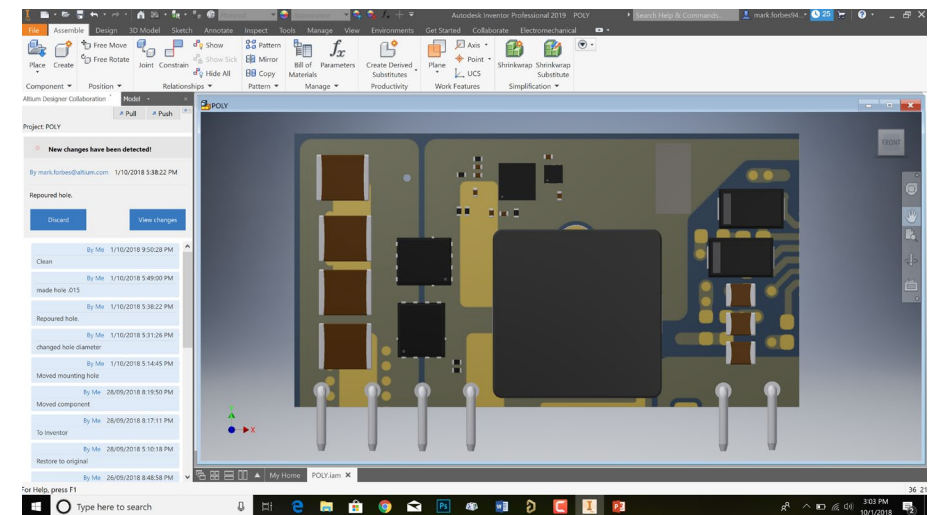 Autodesk Inventor Professional 2019 POLY
Search Help & Commands...
mark.forbes94...
25
File Assemble Design 3D Model Sketch Annotate Inspect Tools Manage View Environments Get Started Collaborate Electromechanical
Place
Create
Free Move
Free Rotate
Joint
Constrain
Show
Show Sick
Hide All
Pattern
Mirror
Copy
Bill of Materials
fx
Parameters
Create Derived Substitutes
Plane
Axis
Point
UCS
Shrinkwrap
Shrinkwrap Substitute
Component Position Relationships Pattern Manage Productivity Work Features Simplification
Altium Designer Collaboration Model
Pull Push
Project: POLY
New changes have been detected!
By mark.forbes@altium.com 1/10/2018 5:38:22 PM
Repoured hole.
Discard View changes
By Me 1/10/2018 9:50:28 PM
Clean
By Me 1/10/2018 5:49:00 PM
made hole .015
By Me 1/10/2018 5:38:22 PM
Repoured hole.
By Me 1/10/2018 5:31:26 PM
changed hole diameter
By Me 1/10/2018 5:14:45 PM
Moved mounting hole
By Me 28/09/2018 8:19:50 PM
Moved component
By Me 28/09/2018 8:17:11 PM
To Inventor
By Me 28/09/2018 5:10:18 PM
Restore to original
By Me 26/09/2018 8:48:58 PM
POLY
FRONT
X
My Home POLY.iam
For Help, press F1
36 21
Type here to search
3:03 PM
10/1/2018